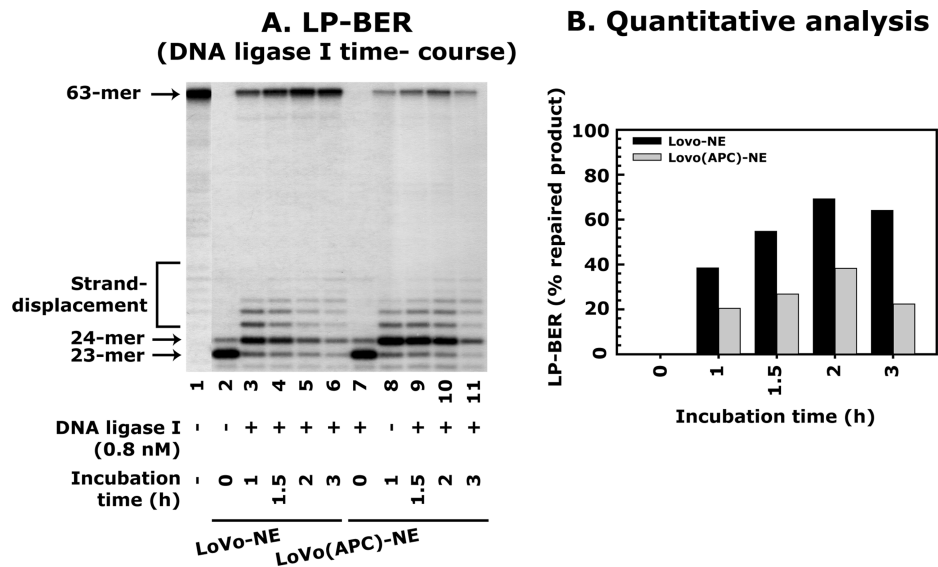 A. LP-BER
(DNA ligase I time- course)
63-mer
Strand-
displacement
24-mer
23-mer
1 2 3 4 5 6 7 8 9 10 11
DNA ligase I - - + + + + + - + + +
(0.8 nM)
Incubation - 0 1 1.5 2 3 0 1 1.5 2 3
time (h)
LoVo-NE LoVo(APC)-NE
B. Quantitative analysis
LP-BER (% repaired product)
100
80
60
40
20
0
Lovo-NE
Lovo(APC)-NE
0 1 1.5 2 3
Incubation time (h)